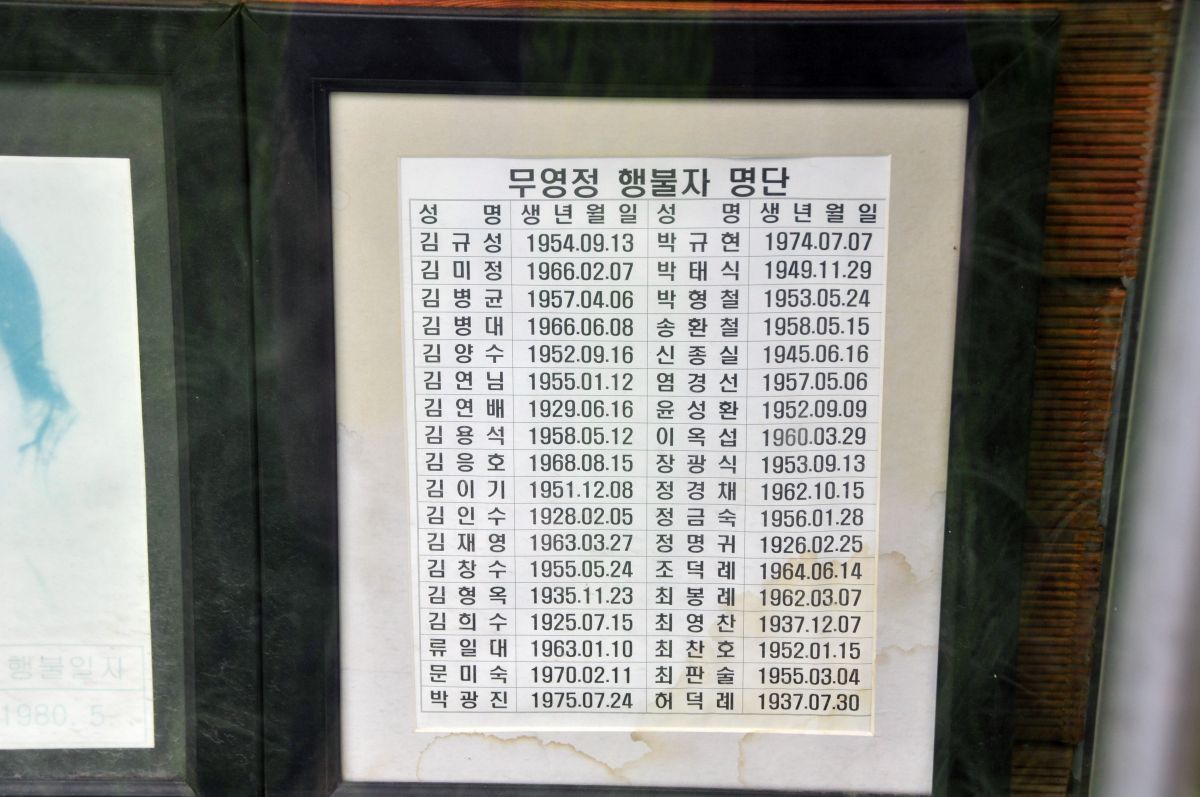 무영정 행불자 명단
성 명 생년월일 성 명 생년월일
김규성 1954.09.13 박규현 1974.07.07
김미정 1966.02.07 박태식 1949.11.29
김병균 1957.04.06 박형철 1953.05.24
김병대 1966.06.08 송환철 1958.05.15
김양수 1952.09.16 신종실 1945.06.16
김연님 1955.01.12 염경선 1957.05.06
김연배 1929.06.16 윤성환 1952.09.09
김용석 1958.05.12 이옥섭 1960.03.29
김응호 1968.08.15 장광식 1953.09.13
김이기 1951.12.08 정경채 1962.10.15
김인수 1928.02.05 정금숙 1956.01.28
김재영 1963.03.27 정명귀 1926.02.25
김창수 1955.05.24 조덕례 1964.06.14
김형옥 1935.11.23 최봉례 1962.03.07
김희수 1925.07.15 최영찬 1937.12.07
류일대 1963.01.10 최찬호 1952.01.15
문미숙 1970.02.11 최판술 1955.03.04
박광진 1975.07.24 허덕례 1937.07.30
행불일자
1980. 5